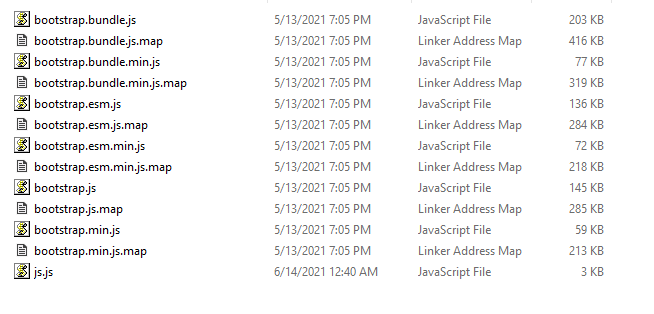 bootstrap.bundle.js 5/13/2021 7:05 PM JavaScript File 203 KB
bootstrap.bundle.js.map 5/13/2021 7:05 PM Linker Address Map 416 KB
bootstrap.bundle.min.js 5/13/2021 7:05 PM JavaScript File 77 KB
bootstrap.bundle.min.js.map 5/13/2021 7:05 PM Linker Address Map 319 KB
bootstrap.esm.js 5/13/2021 7:05 PM JavaScript File 136 KB
bootstrap.esm.js.map 5/13/2021 7:05 PM Linker Address Map 284 KB
bootstrap.esm.min.js 5/13/2021 7:05 PM JavaScript File 72 KB
bootstrap.esm.min.js.map 5/13/2021 7:05 PM Linker Address Map 218 KB
bootstrap.js 5/13/2021 7:05 PM JavaScript File 145 KB
bootstrap.js.map 5/13/2021 7:05 PM Linker Address Map 285 KB
bootstrap.min.js 5/13/2021 7:05 PM JavaScript File 59 KB
bootstrap.min.js.map 5/13/2021 7:05 PM Linker Address Map 213 KB
js.js 6/14/2021 12:40 AM JavaScript File 3 KB